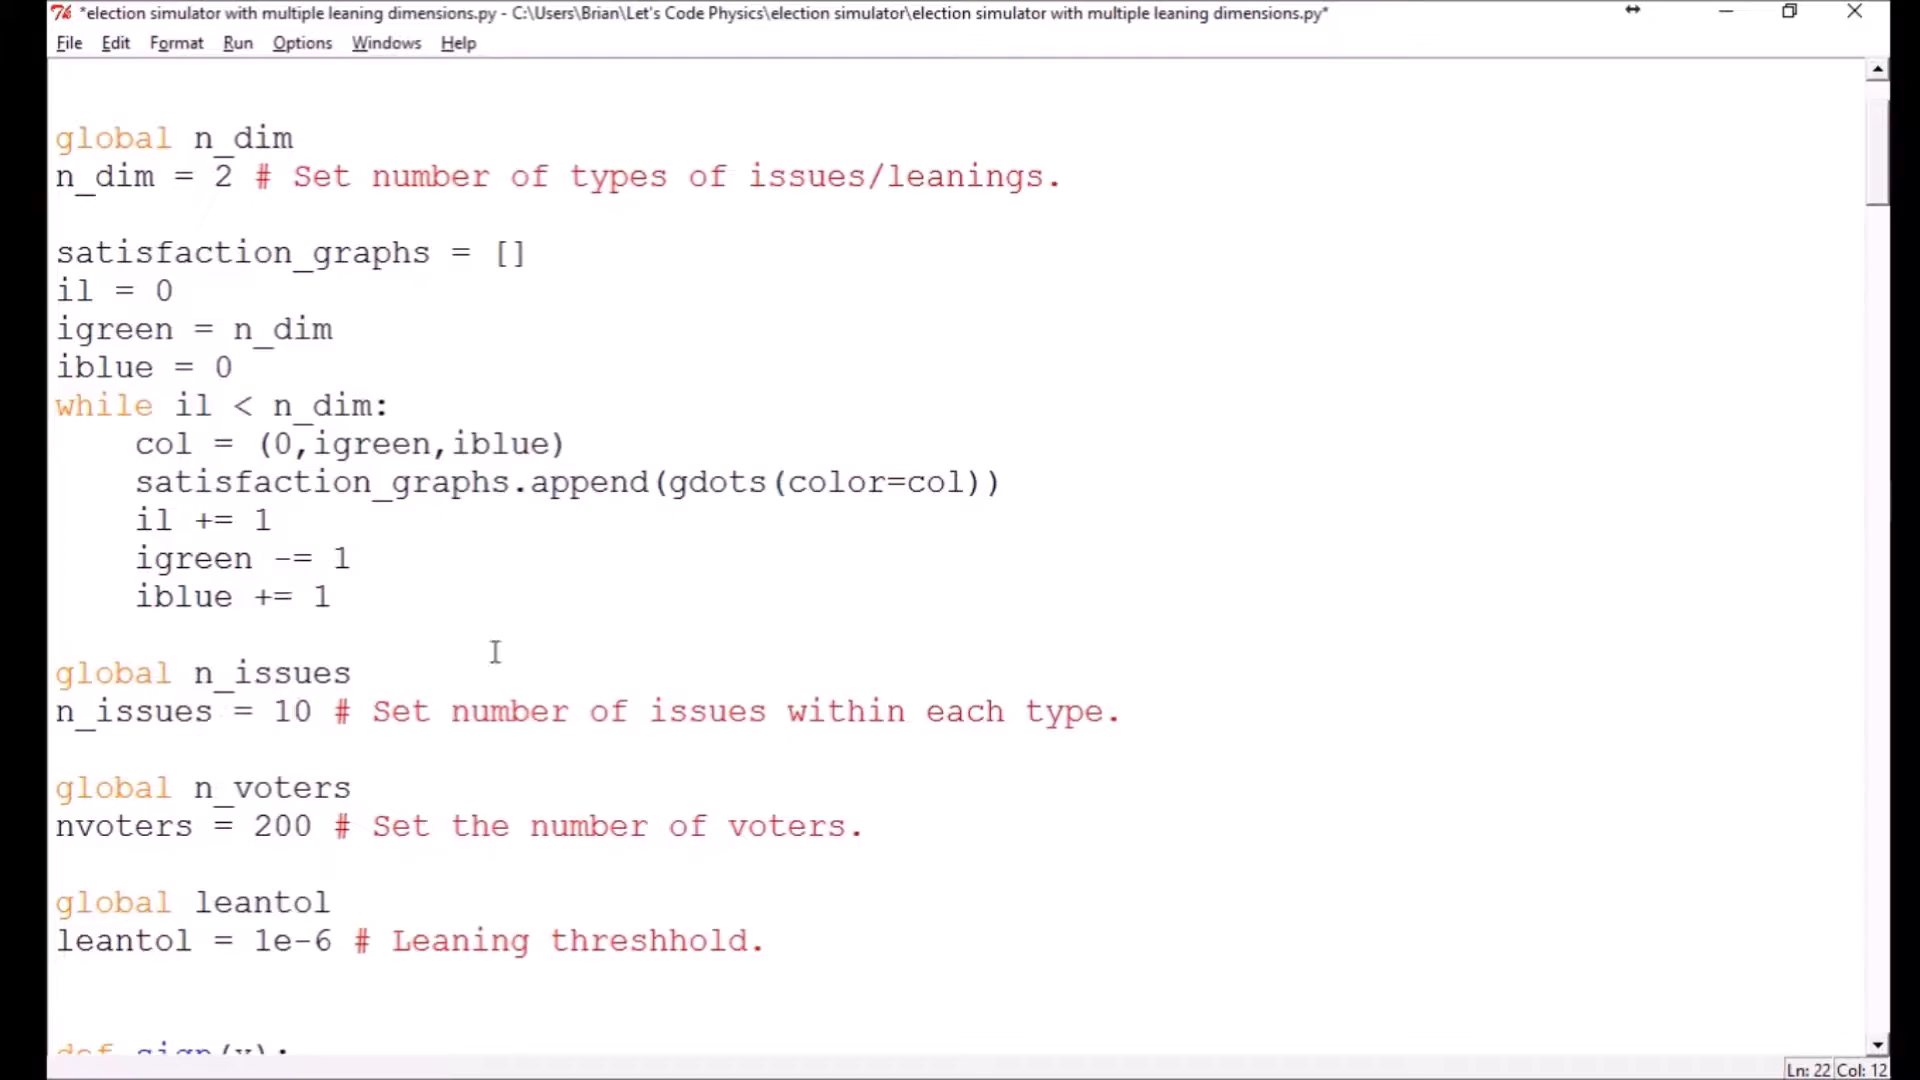 *election simulator with multiple leaning dimensions.py - C:\Users\Brian\Let's Code Physics\election simulator\election simulator with multiple leaning dimensions.py*
File Edit Format Run Options Windows Help
global n_dim
n_dim = 2 # Set number of types of issues/leanings.
satisfaction_graphs = []
il = 0
igreen = n_dim
iblue = 0
while il < n_dim:
    col = (0,igreen,iblue)
    satisfaction_graphs.append(gdots(color=col))
    il += 1
    igreen -= 1
    iblue += 1
global n_issues
n_issues = 10 # Set number of issues within each type.
global n_voters
nvoters = 200 # Set the number of voters.
global leantol
leantol = 1e-6 # Leaning threshhold.
def sign(x):
Ln: 22 Col: 12